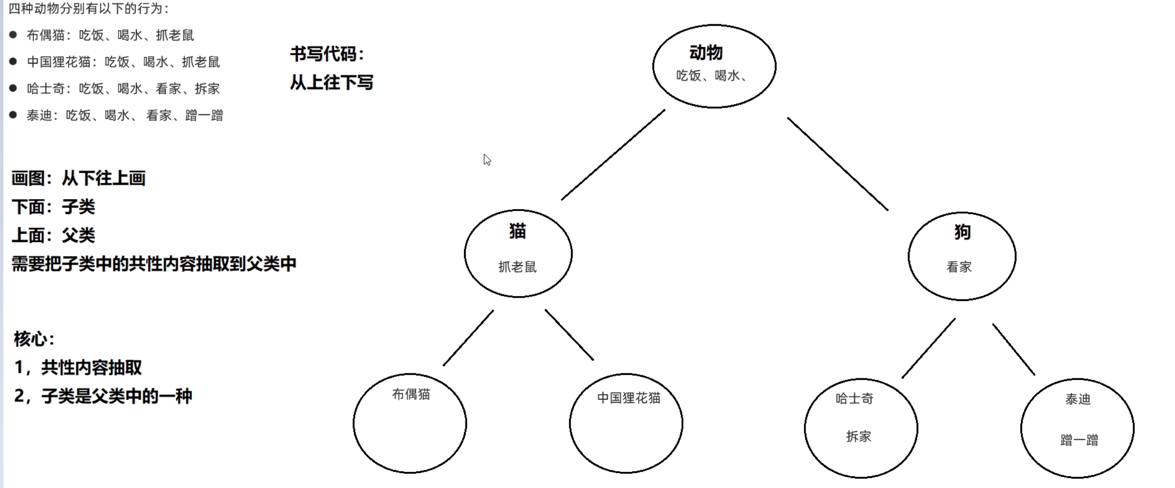 四种动物分别有以下的行为：
● 布偶猫：吃饭、喝水、抓老鼠
● 中国狸花猫：吃饭、喝水、抓老鼠
● 哈士奇：吃饭、喝水、看家、拆家
● 泰迪：吃饭、喝水、 看家、蹭一蹭
书写代码：
从上往下写
画图：从下往上画
下面：子类
上面：父类
需要把子类中的共性内容抽取到父类中
核心：
1，共性内容抽取
2，子类是父类中的一种
动物
吃饭、喝水、
猫
抓老鼠
狗
看家
布偶猫
中国狸花猫
哈士奇
拆家
泰迪
蹭一蹭